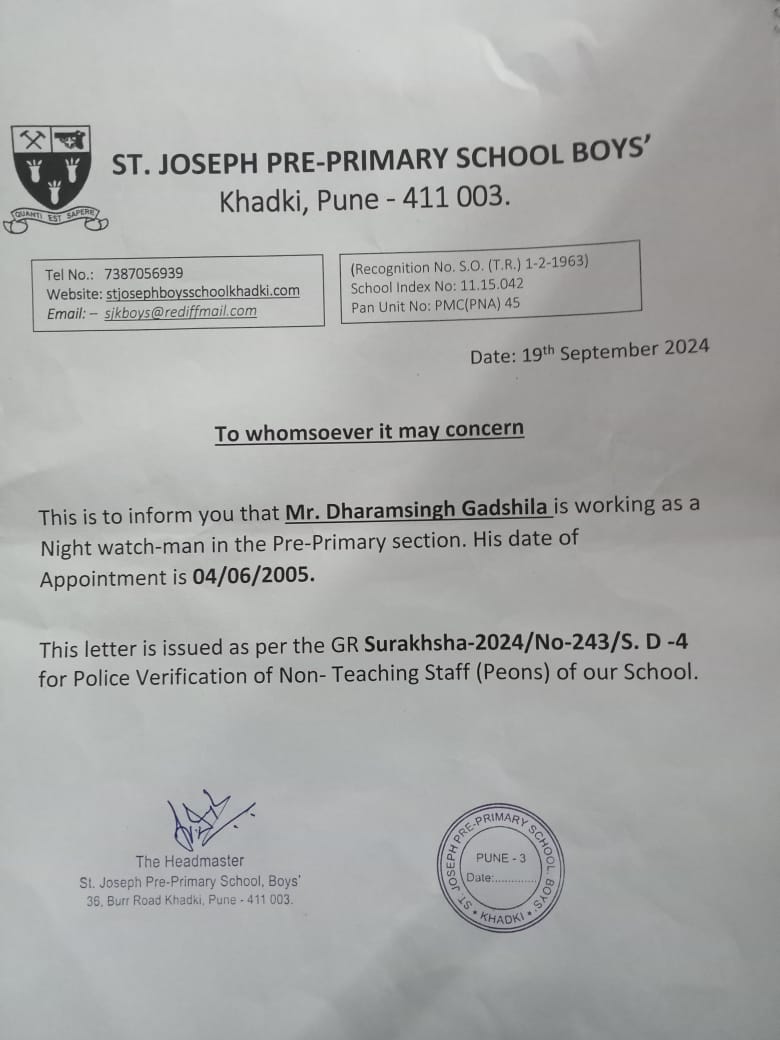 QUANTI EST SAPERE
ST. JOSEPH PRE-PRIMARY SCHOOL BOYS’
Khadki, Pune - 411 003.
Tel No.: 7387056939
Website: stjosephboysschoolkhadki.com
Email: – sjkboys@rediffmail.com
(Recognition No. S.O. (T.R.) 1-2-1963)
School Index No: 11.15.042
Pan Unit No: PMC(PNA) 45
Date: 19th September 2024
To whomsoever it may concern
This is to inform you that Mr. Dharamsingh Gadshila is working as a
Night watch-man in the Pre-Primary section. His date of
Appointment is 04/06/2005.
This letter is issued as per the GR Surakhsha-2024/No-243/S. D -4
for Police Verification of Non- Teaching Staff (Peons) of our School.
The Headmaster
St. Joseph Pre-Primary School, Boys’
36, Burr Road Khadki, Pune - 411 003.
ST. JOSEPH PRE-PRIMARY SCHOOL, BOYS’
PUNE - 3
Date:.............
* KHADKI *